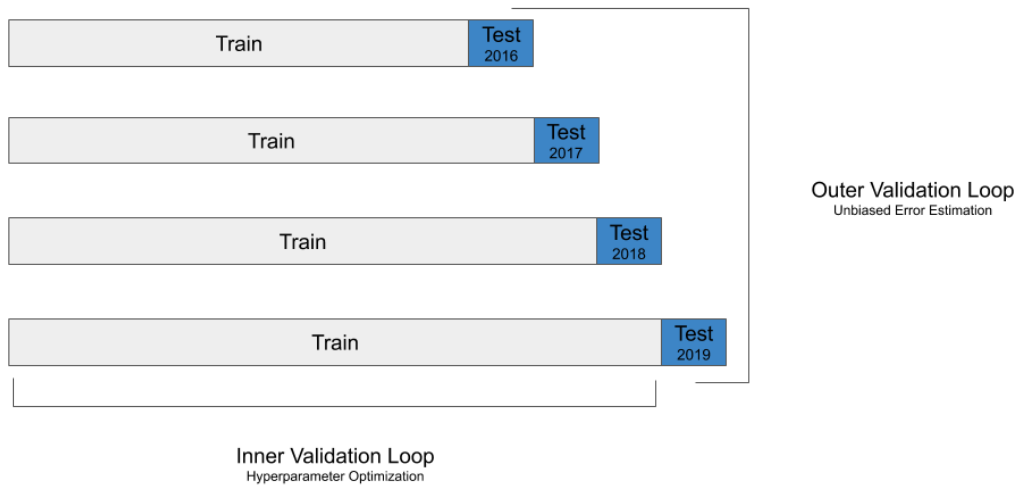 Train
Test
2016
Train
Test
2017
Train
Test
2018
Train
Test
2019
Outer Validation Loop
Unbiased Error Estimation
Inner Validation Loop
Hyperparameter Optimization